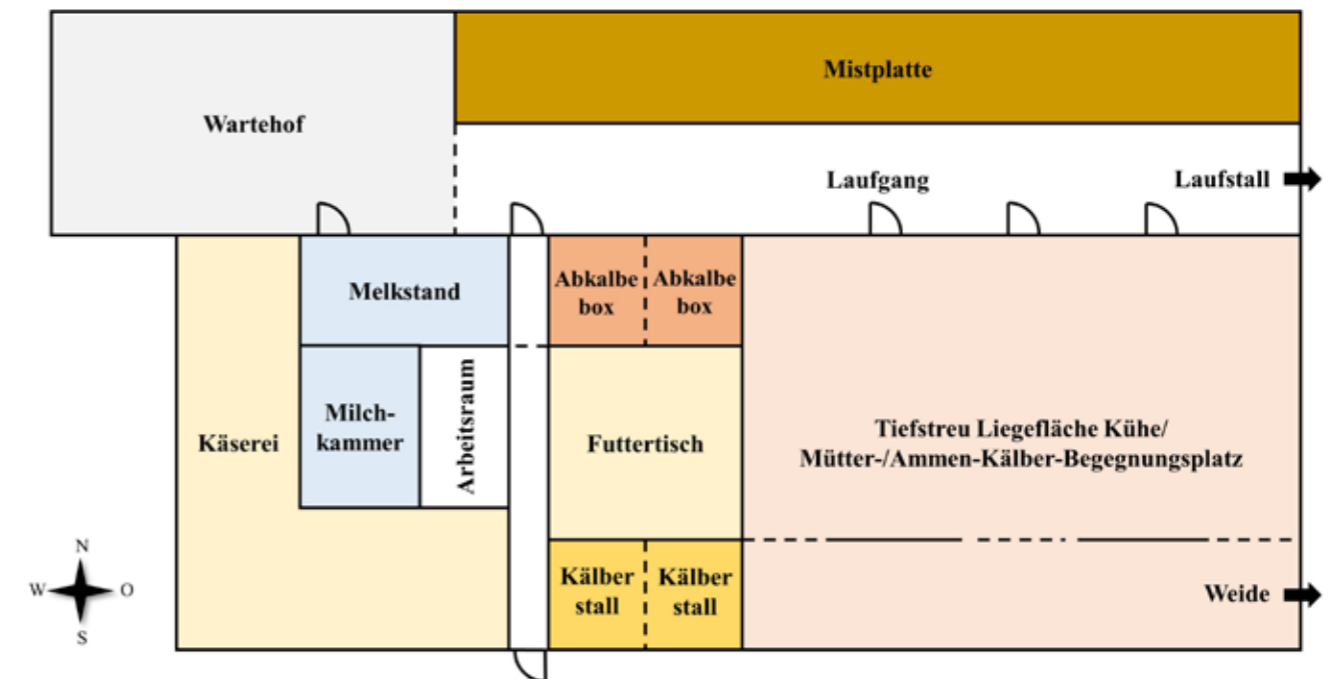 Mistplatte
Wartehof
Laufgang
Laufstall
Melkstand
Abkalbe
box
Abkalbe
box
Käserei
Milch-
kammer
Arbeitsraum
Futtertisch
Tiefstreu Liegefläche Kühe/
Mütter-/Ammen-Kälber-Begegnungsplatz
Kälber
stall
Kälber
stall
Weide
N
W
O
S